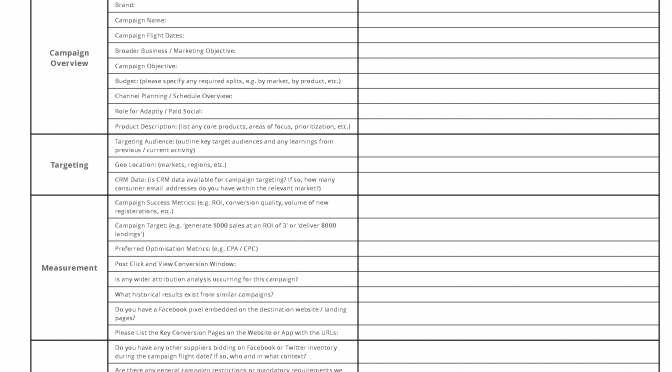 Brand:
Campaign Name:
Campaign Flight Dates:
Campaign
Overview
Broader Business / Marketing Objective:
Campaign Objective:
Budget: (please specify any required splits, e.g. by market, by product, etc.)
Channel Planning / Schedule Overview:
Role for Adaptly / Paid Social:
Product Description: (list any core products, areas of focus, prioritization, etc.)
Targeting
Targeting Audience: (outline key target audiences and any learnings from
previous / current activity)
Geo Location: (markets, regions, etc.)
CRM Data: (is CRM data available for campaign targeting? If so, how many
consumer email addresses do you have within the relevant market?)
Measurement
Campaign Success Metrics: (e.g. ROI, conversion quality, volume of new
registerations, etc.)
Campaign Target: (e.g. 'generate 1000 sales at an ROI of 3' or 'deliver 8000
landings')
Preferred Optimisation Metrics: (e.g. CPA / CPC)
Post Click and View Conversion Window:
Is any wider attribution analysis occurring for this campaign?
What historical results exist from similar campaigns?
Do you have a Facebook pixel embedded on the destination website / landing
pages?
Please List the Key Conversion Pages on the Website or App with the URLs:
Do you have any other suppliers bidding on Facebook or Twitter inventory
during the campaign flight date? If so, who and in what context?
Are there any general campaign restrictions or mandatory requirements we